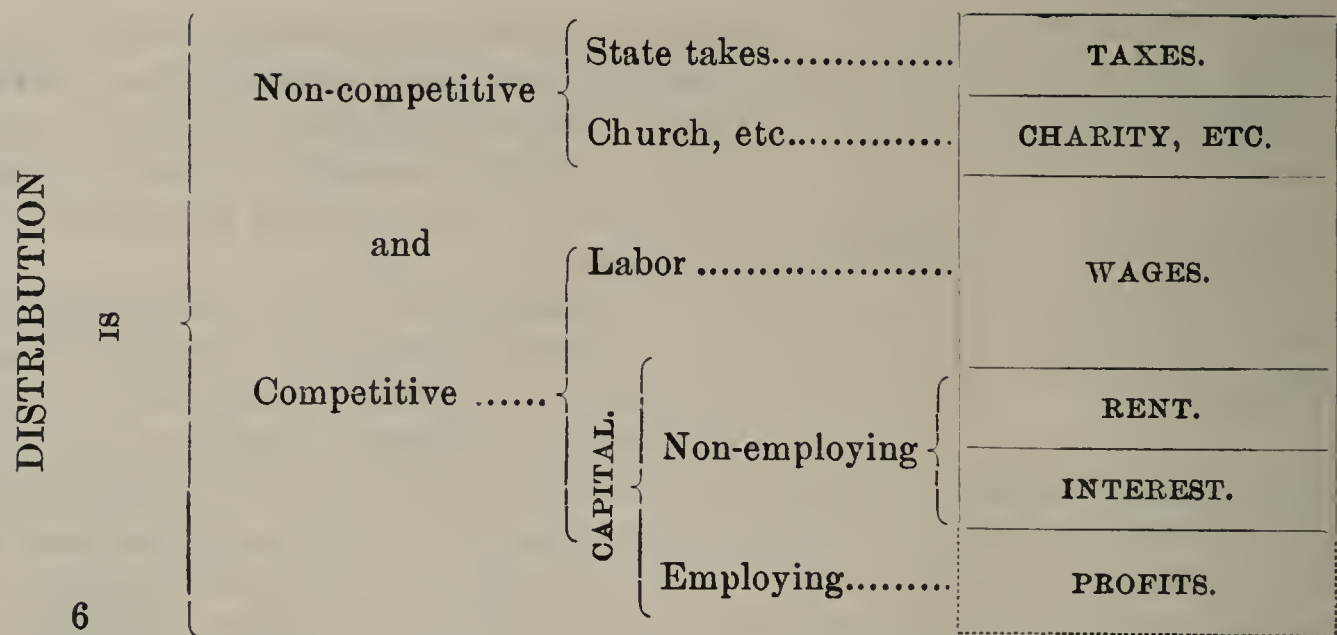 DISTRIBUTION
IS
Non-competitive
State takes............... TAXES.
Church, etc.............. CHARITY, ETC.
and
Labor ...................... WAGES.
Competitive ......
CAPITAL.
Non-employing
RENT.
INTEREST.
Employing......... PROFITS.
6